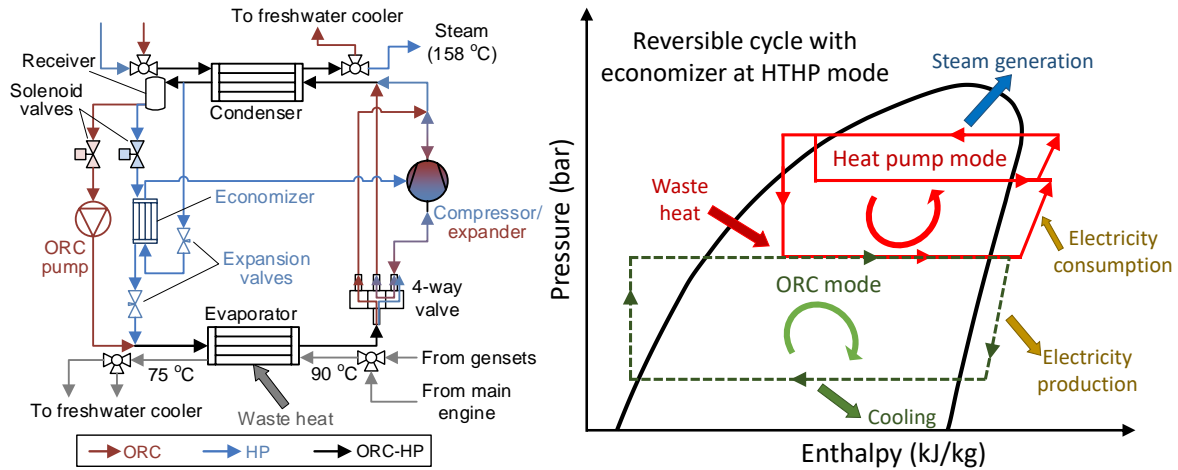 To freshwater cooler
Steam
(158 °C)
Receiver
Solenoid
valves
Condenser
Economizer
Compressor/
expander
ORC
pump
Expansion
valves
4-way
valve
Evaporator
75 °C
90 °C
From gensets
From main
engine
To freshwater cooler
Waste heat
ORC
HP
ORC-HP
Reversible cycle with
economizer at HTHP mode
Steam generation
Heat pump mode
Waste
heat
Electricity
consumption
ORC mode
Electricity
production
Cooling
Pressure (bar)
Enthalpy (kJ/kg)